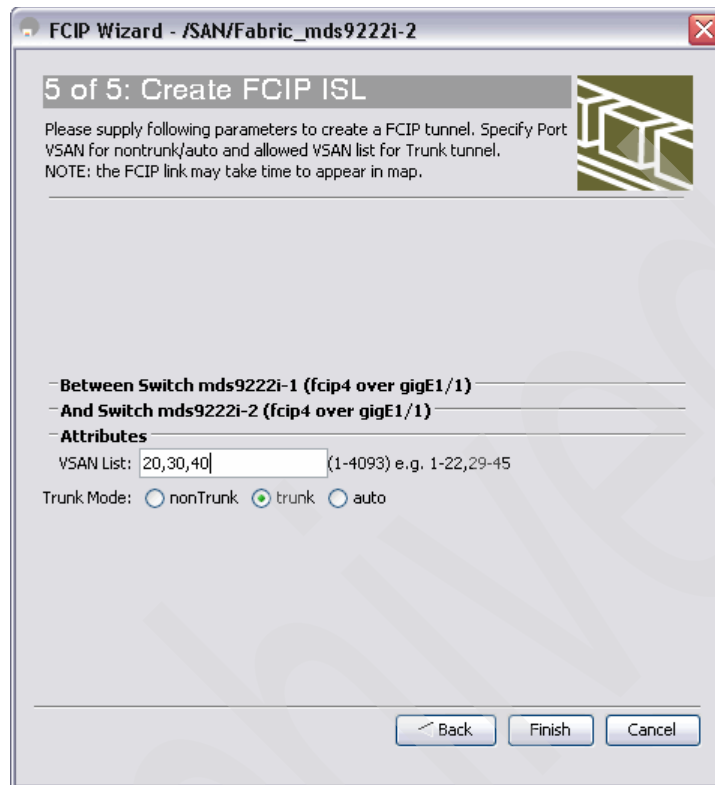 FCIP Wizard - /SAN/Fabric_mds9222i-2
5 of 5: Create FCIP ISL
Please supply following parameters to create a FCIP tunnel. Specify Port
VSAN for nontrunk/auto and allowed VSAN list for Trunk tunnel.
NOTE: the FCIP link may take time to appear in map.
Between Switch mds9222i-1 (fcip4 over gigE1/1)
And Switch mds9222i-2 (fcip4 over gigE1/1)
Attributes
VSAN List: 20,30,40 (1-4093) e.g. 1-22,29-45
Trunk Mode: nonTrunk trunk auto
Back Finish Cancel